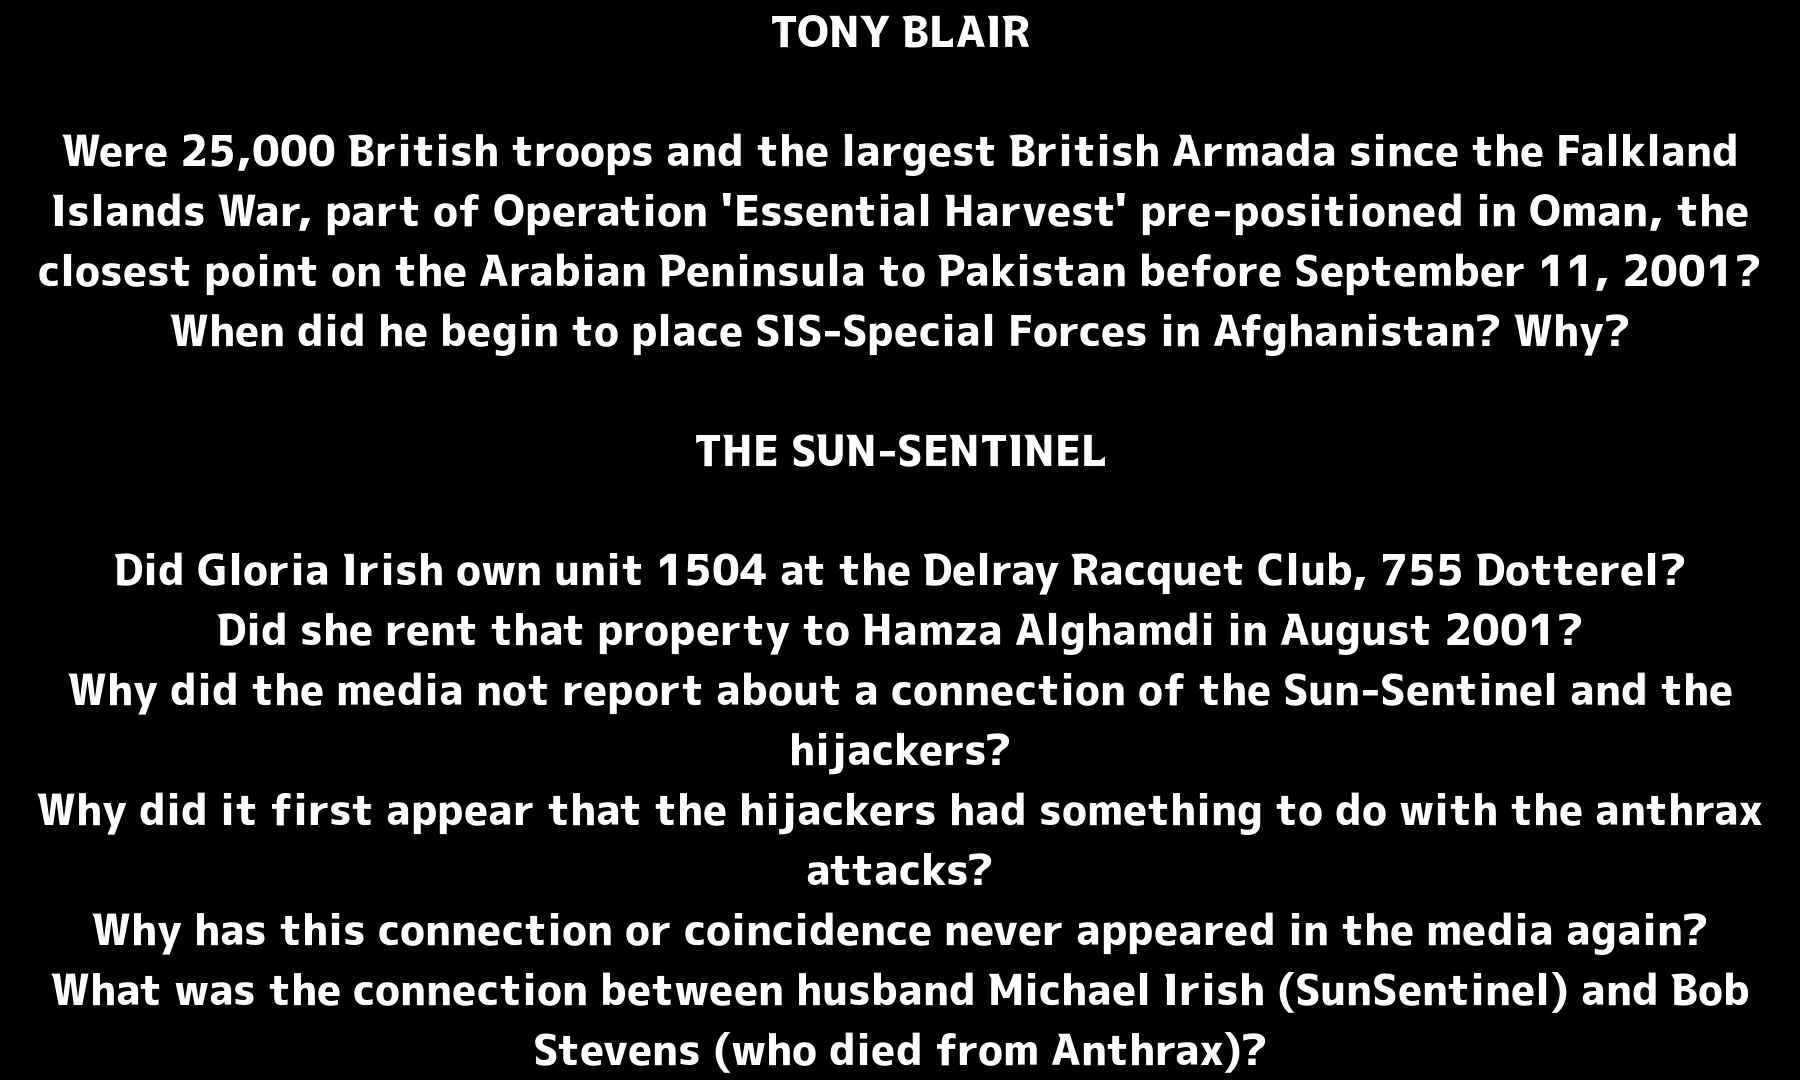 TONY BLAIR
Were 25,000 British troops and the largest British Armada since the Falkland
Islands War, part of Operation 'Essential Harvest' pre-positioned in Oman, the
closest point on the Arabian Peninsula to Pakistan before September 11, 2001?
When did he begin to place SIS-Special Forces in Afghanistan? Why?
THE SUN-SENTINEL
Did Gloria Irish own unit 1504 at the Delray Racquet Club, 755 Dotterel?
Did she rent that property to Hamza Alghamdi in August 2001?
Why did the media not report about a connection of the Sun-Sentinel and the
hijackers?
Why did it first appear that the hijackers had something to do with the anthrax
attacks?
Why has this connection or coincidence never appeared in the media again?
What was the connection between husband Michael Irish (SunSentinel) and Bob
Stevens (who died from Anthrax)?